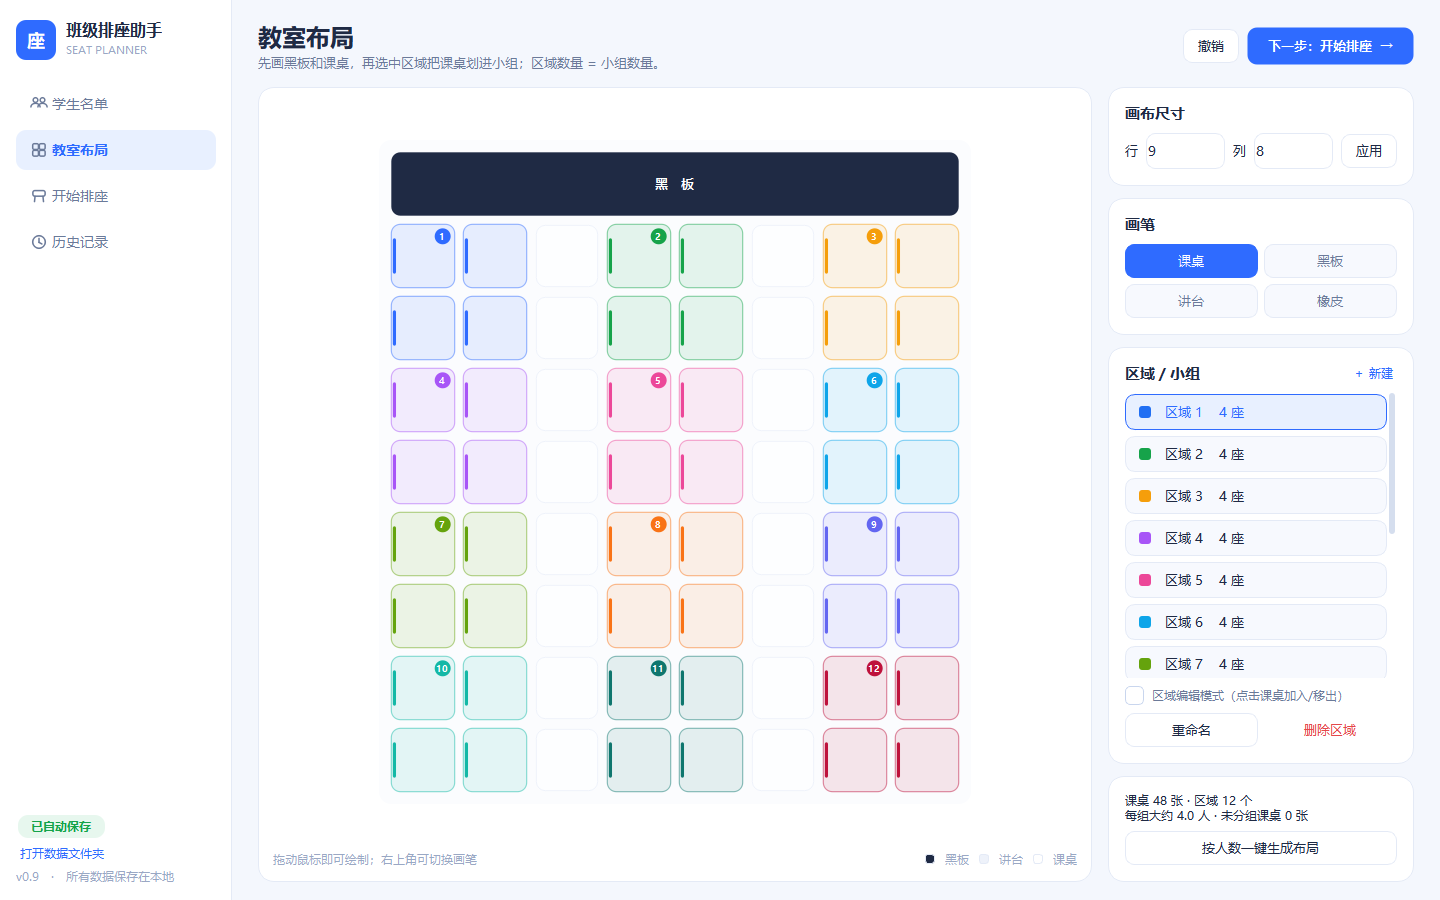 座
班级排座助手
SEAT PLANNER
学生名单
教室布局
开始排座
历史记录
已自动保存
打开数据文件夹
v0.9 · 所有数据保存在本地
教室布局
先画黑板和课桌，再选中区域把课桌划进小组；区域数量 = 小组数量。
撤销
下一步：开始排座 →
黑 板
1 2 3
4 5 6
7 8 9
10 11 12
拖动鼠标即可绘制；右上角可切换画笔
黑板 讲台 课桌
画布尺寸
行 9 列 8 应用
画笔
课桌 黑板
讲台 橡皮
区域 / 小组 + 新建
区域 1 4 座
区域 2 4 座
区域 3 4 座
区域 4 4 座
区域 5 4 座
区域 6 4 座
区域 7 4 座
区域编辑模式（点击课桌加入/移出）
重命名 删除区域
课桌 48 张 · 区域 12 个
每组大约 4.0 人 · 未分组课桌 0 张
按人数一键生成布局